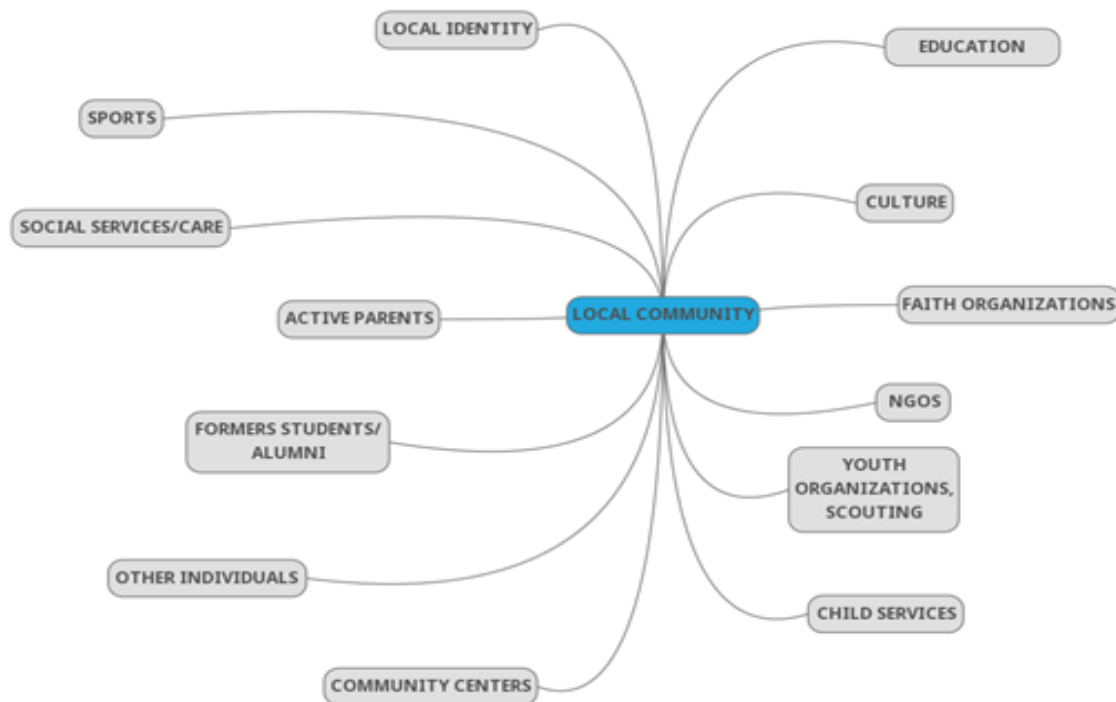 LOCAL IDENTITY
EDUCATION
SPORTS
CULTURE
SOCIAL SERVICES/CARE
FAITH ORGANIZATIONS
LOCAL COMMUNITY
ACTIVE PARENTS
NGOS
FORMERS STUDENTS/
ALUMNI
YOUTH
ORGANIZATIONS,
SCOUTING
OTHER INDIVIDUALS
CHILD SERVICES
COMMUNITY CENTERS